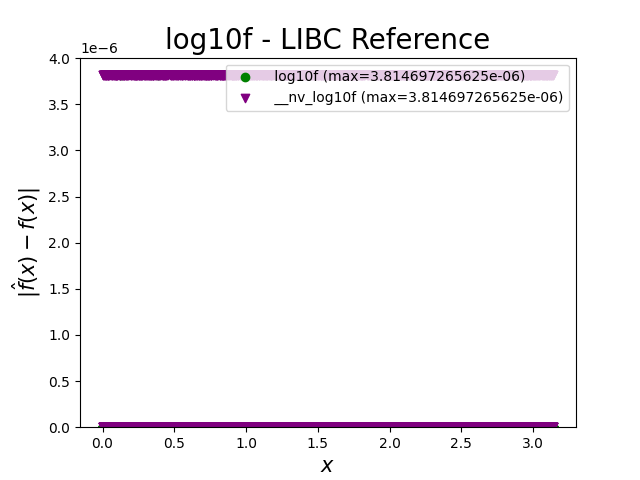 log10f - LIBC Reference
1e−6
log10f (max=3.814697265625e-06)
__nv_log10f (max=3.814697265625e-06)
4.0
3.5
3.0
2.5
2.0
1.5
1.0
0.5
0.0
|f̂(x) − f(x)|
0.0 0.5 1.0 1.5 2.0 2.5 3.0
x